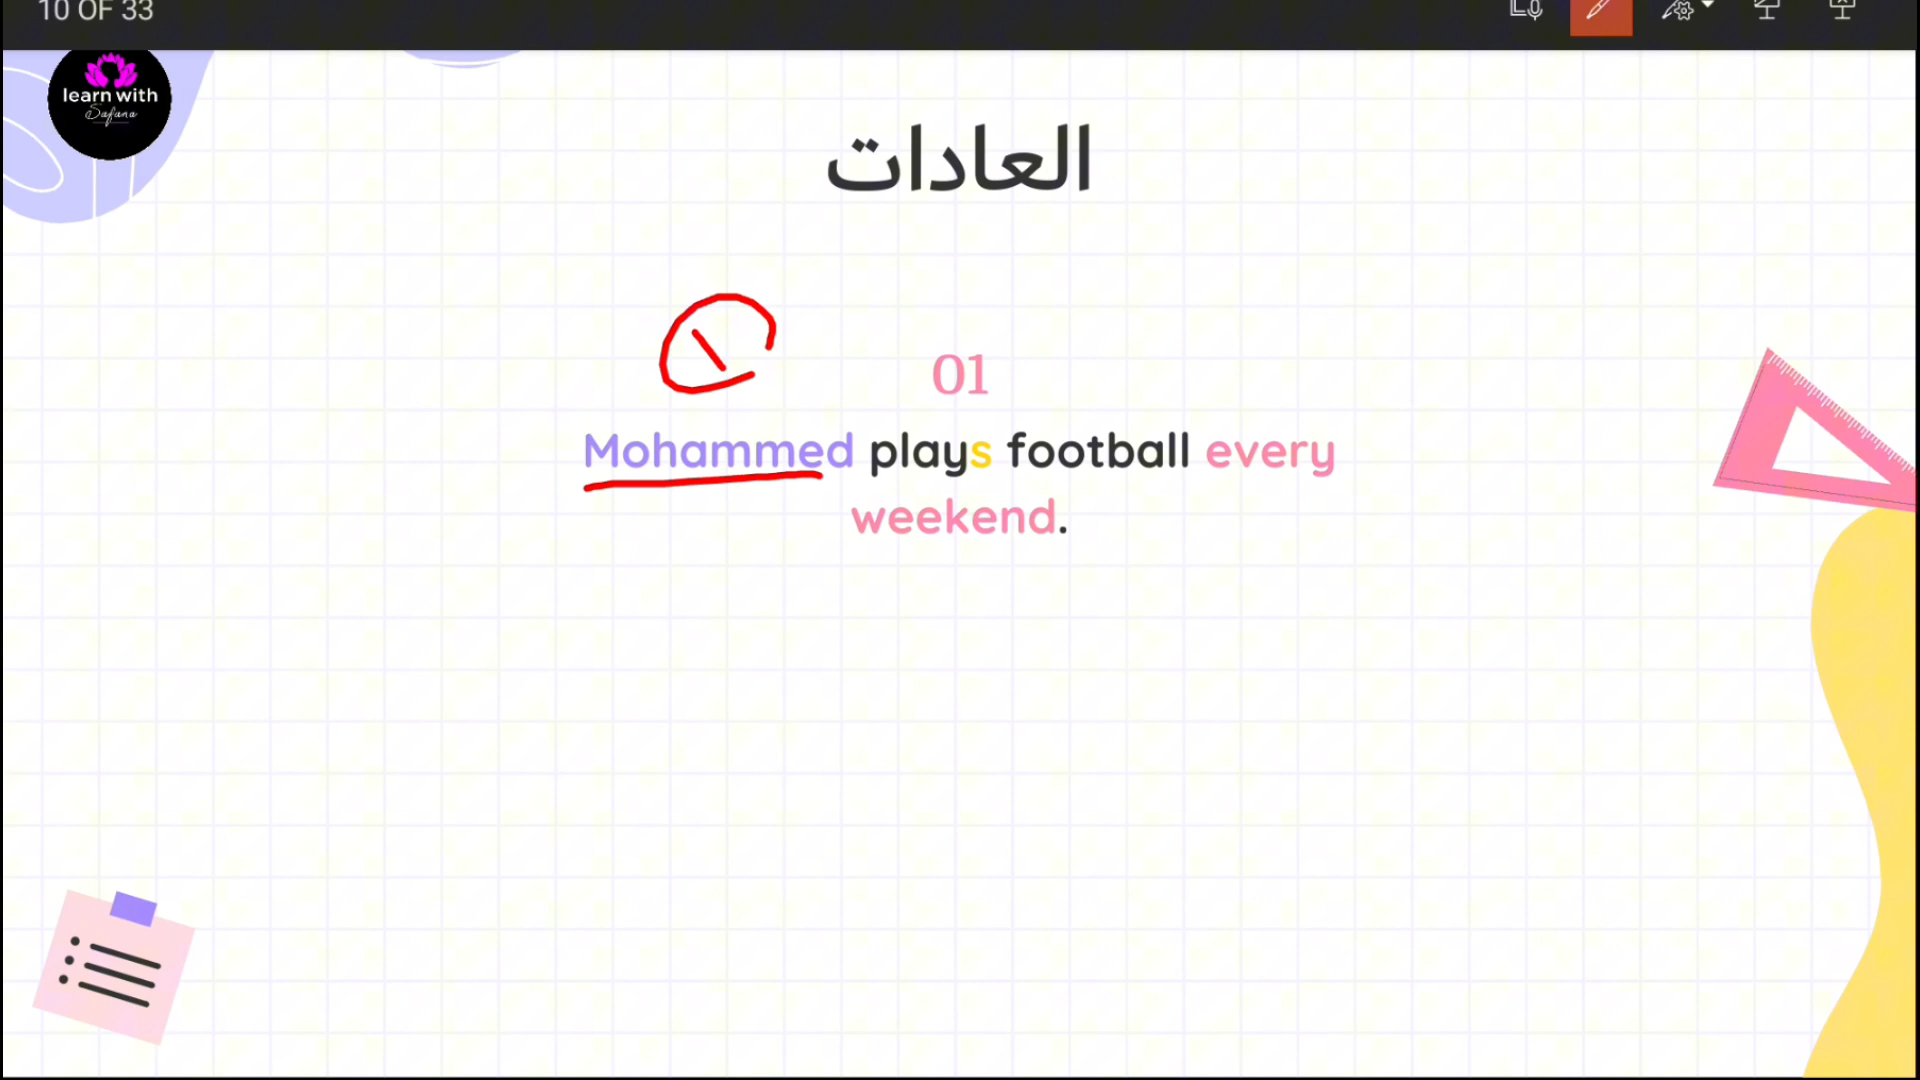 10 OF 33
learn with
Safana
العادات
01
Mohammed plays football every
weekend.